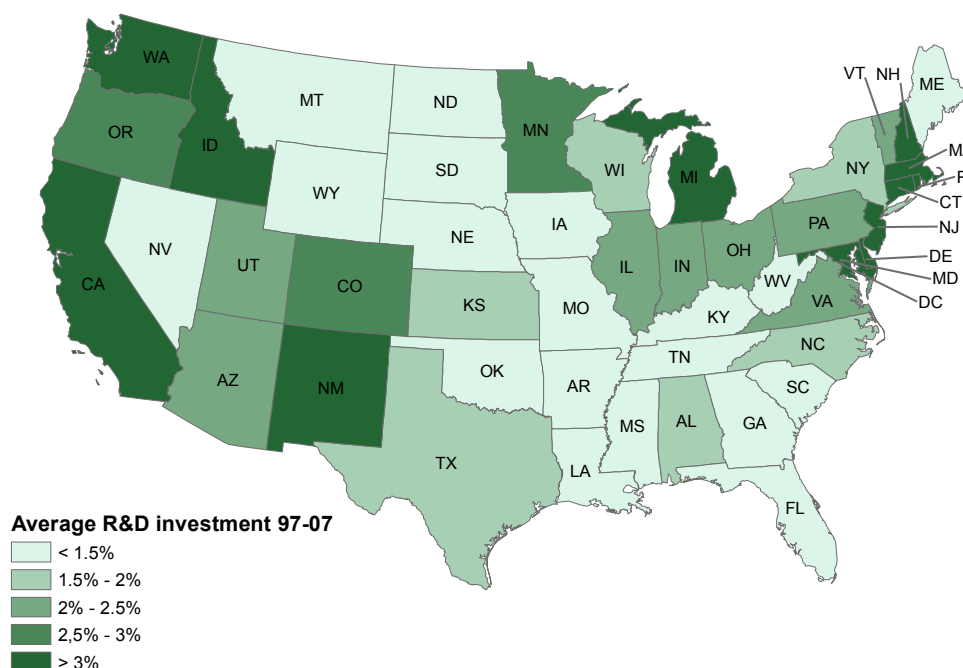 WA
MT
ND
MN
VT
NH
ME
OR
ID
SD
WI
MI
NY
MA
R
WY
CT
IA
NE
PA
NJ
NV
OH
IL
IN
DE
UT
MD
CA
CO
WV
DC
KS
MO
VA
KY
NC
TN
AZ
NM
OK
AR
SC
MS
AL
GA
TX
LA
FL
Average R&D investment 97-07
< 1.5%
1.5% - 2%
2% - 2.5%
2,5% - 3%
> 3%